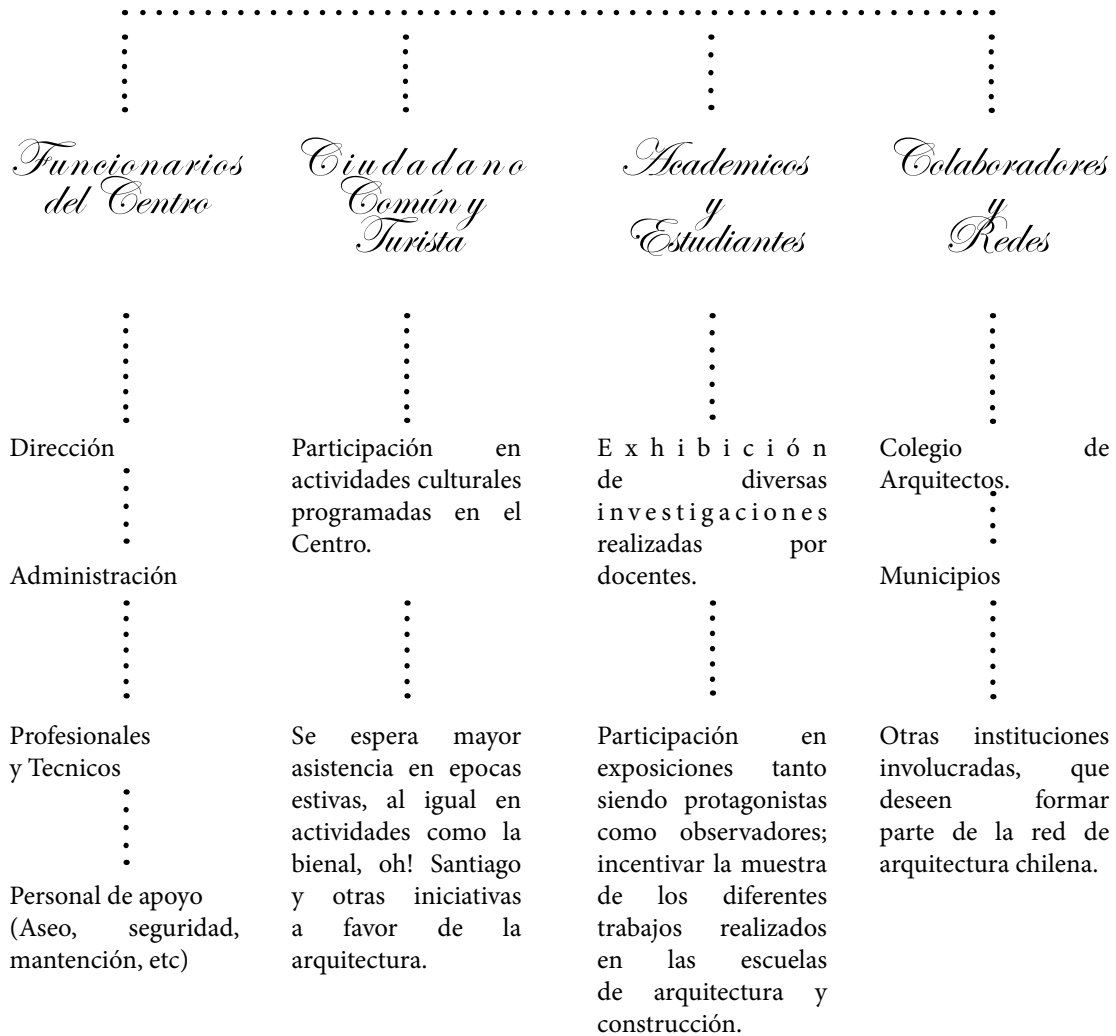 Funcionarios
del Centro
Dirección
Administración
Profesionales
y Tecnicos
Personal de apoyo
(Aseo, seguridad,
mantención, etc)
Ciudadano
Común y
Turista
Participación en
actividades culturales
programadas en el
Centro.
Se espera mayor
asistencia en epocas
estivas, al igual en
actividades como la
bienal, oh! Santiago
y otras iniciativas
a favor de la
arquitectura.
Academicos
y
Estudiantes
Exhibición
de diversas
investigaciones
realizadas por
docentes.
Participación en
exposiciones tanto
siendo protagonistas
como observadores;
incentivar la muestra
de los diferentes
trabajos realizados
en las escuelas
de arquitectura y
construcción.
Colaboradores
y
Redes
Colegio de
Arquitectos.
Municipios
Otras instituciones
involucradas, que
deseen formar
parte de la red de
arquitectura chilena.